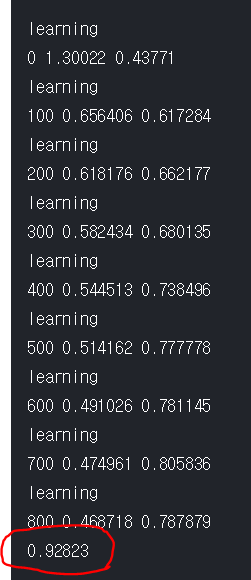 learning
0 1.30022 0.43771
learning
100 0.656406 0.617284
learning
200 0.618176 0.662177
learning
300 0.582434 0.680135
learning
400 0.544513 0.738496
learning
500 0.514162 0.777778
learning
600 0.491026 0.781145
learning
700 0.474961 0.805836
learning
800 0.468718 0.787879
0.92823